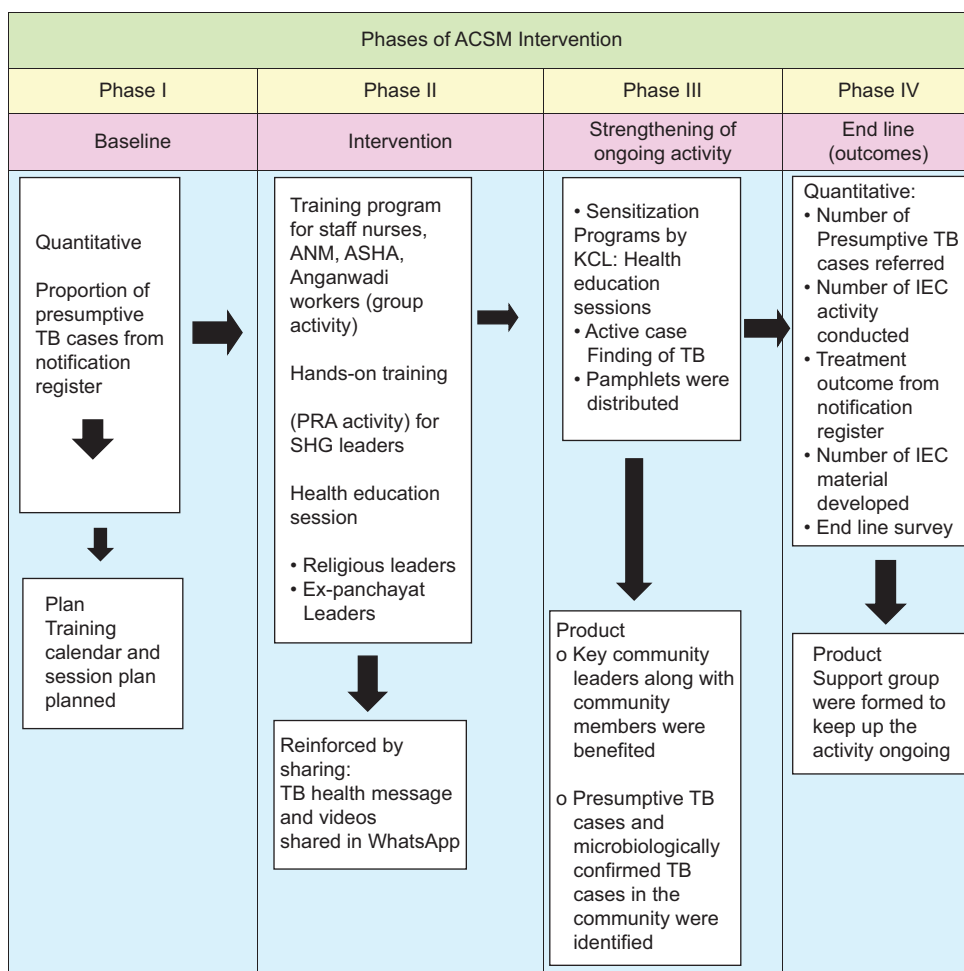 Phases of ACSM Intervention
Phase I
Phase II
Phase III
Phase IV
Baseline
Intervention
Strengthening of
ongoing activity
End line
(outcomes)
Quantitative
Proportion of
presumptive
TB cases from
notification
register
Plan
Training
calendar and
session plan
planned
Training program
for staff nurses,
ANM, ASHA,
Anganwadi
workers (group
activity)
Hands-on training
(PRA activity) for
SHG leaders
Health education
session
• Religious leaders
• Ex-panchayat
Leaders
Reinforced by
sharing:
TB health message
and videos
shared in WhatsApp
• Sensitization
Programs by
KCL: Health
education
sessions
• Active case
Finding of TB
• Pamphlets were
distributed
Product
o Key community
leaders along with
community
members were
benefited
o Presumptive TB
cases and
microbiologically
confirmed TB
cases in the
community were
identified
Quantitative:
• Number of
Presumptive TB
cases referred
• Number of IEC
activity
conducted
• Treatment
outcome from
notification
register
• Number of IEC
material
developed
• End line survey
Product
Support group
were formed to
keep up the
activity ongoing